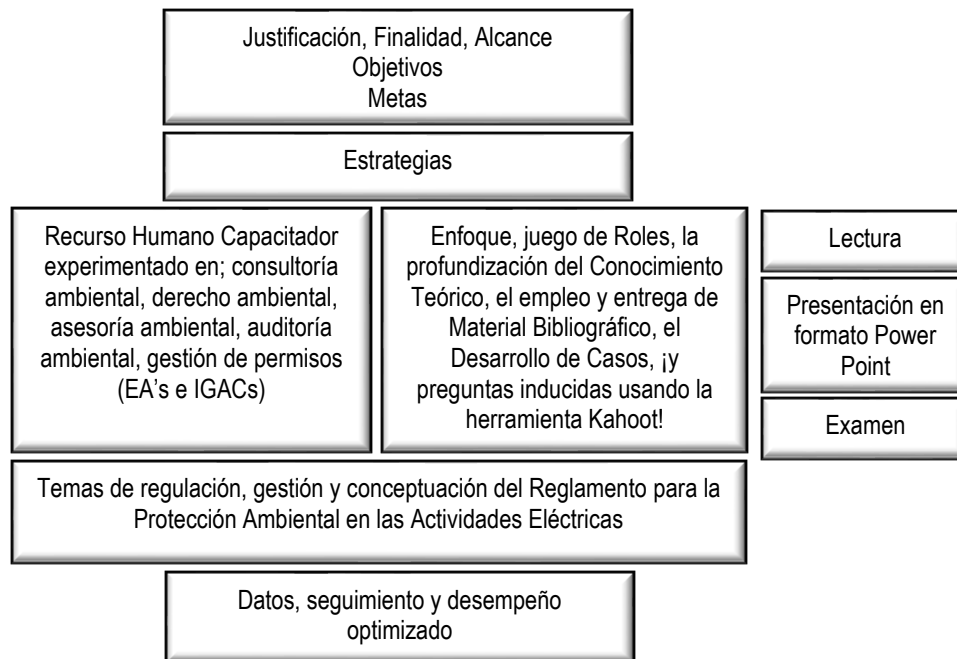 Justificación, Finalidad, Alcance
Objetivos
Metas
Estrategias
Recurso Humano Capacitador
experimentado en; consultoría
ambiental, derecho ambiental,
asesoría ambiental, auditoría
ambiental, gestión de permisos
(EA's e IGACs)
Enfoque, juego de Roles, la
profundización del Conocimiento
Teórico, el empleo y entrega de
Material Bibliográfico, el
Desarrollo de Casos, ¡y
preguntas inducidas usando la
herramienta Kahoot!
Lectura
Presentación en
formato Power
Point
Examen
Temas de regulación, gestión y conceptuación del Reglamento para la
Protección Ambiental en las Actividades Eléctricas
Datos, seguimiento y desempeño
optimizado